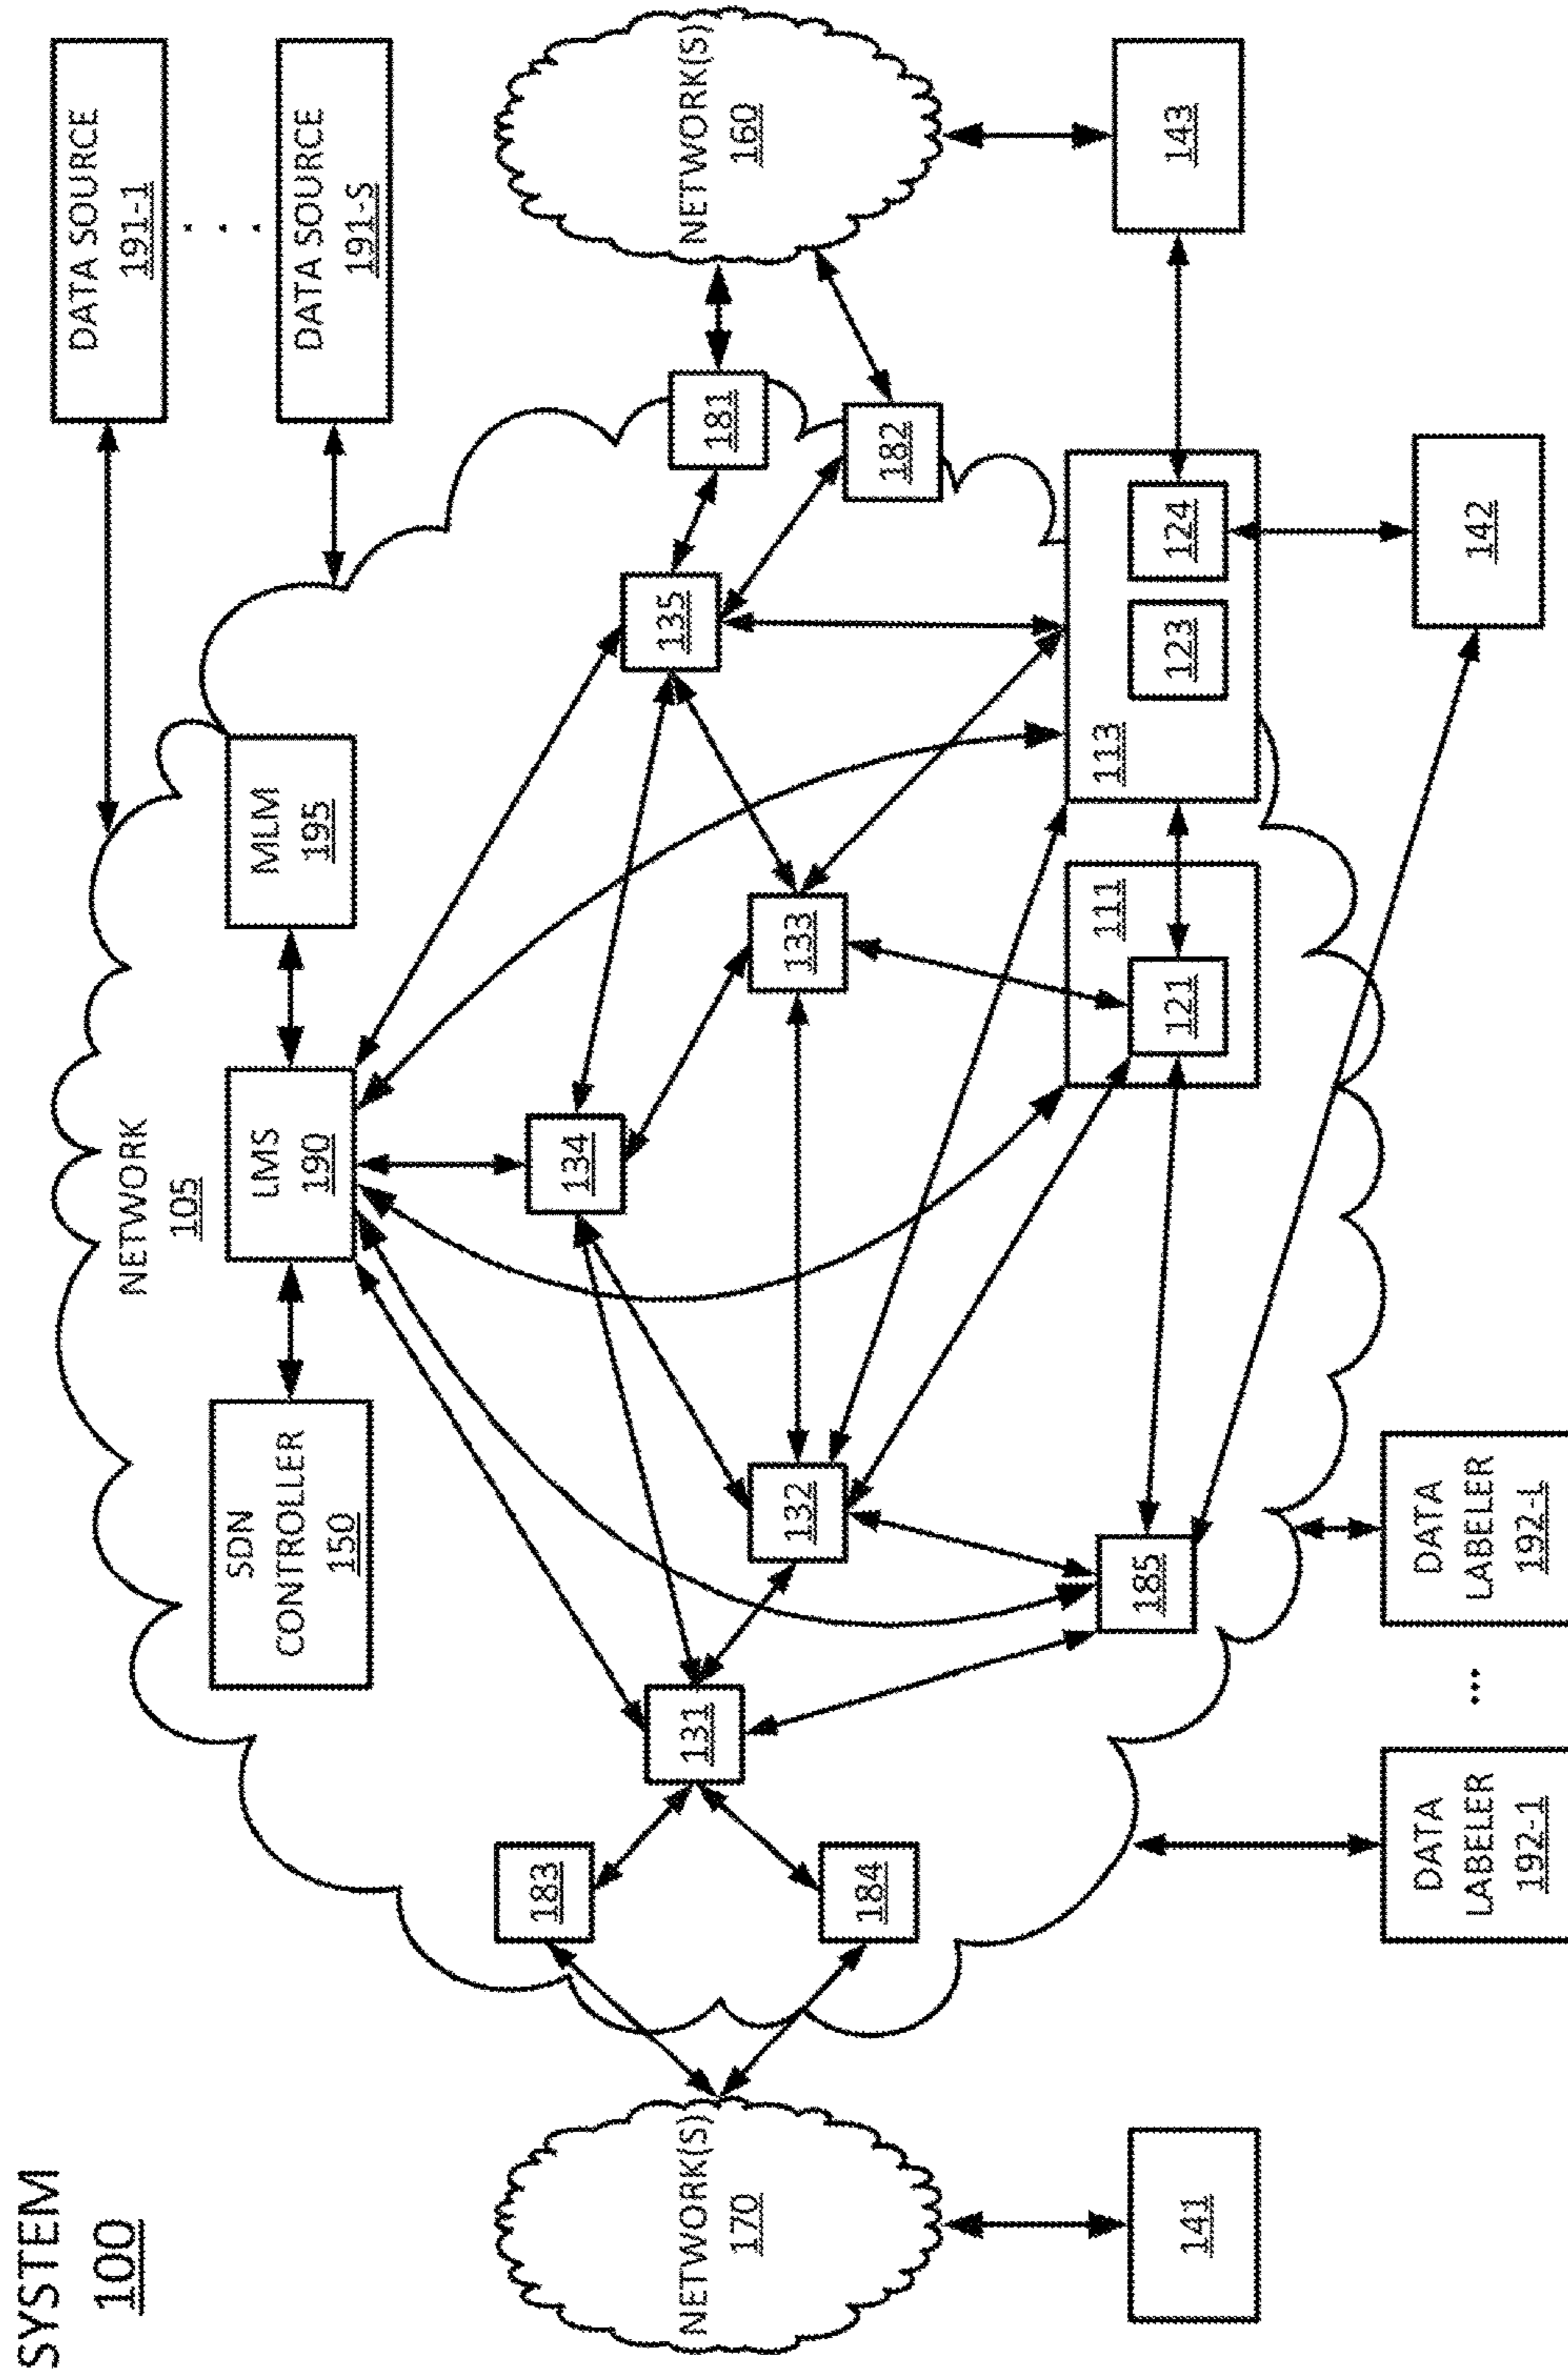 SYSTEM
100
NETWORK
105
SDN
CONTROLLER
150
LMS
190
MLM
195
DATA SOURCE
191-1
. . .
DATA SOURCE
191-S
NETWORK(S)
170
183
184
131
134
132
133
135
181
182
NETWORK(S)
160
141
185
111
121
113
123
124
143
142
DATA
LABELER
192-1
...
DATA
LABELER
192-L